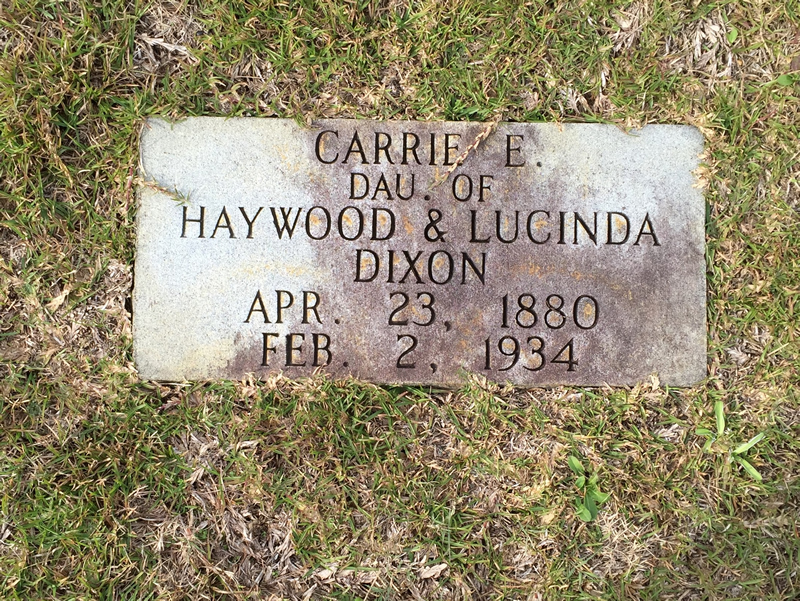 CARRIE E.
DAU. OF
HAYWOOD & LUCINDA
DIXON
APR. 23, 1880
FEB. 2, 1934